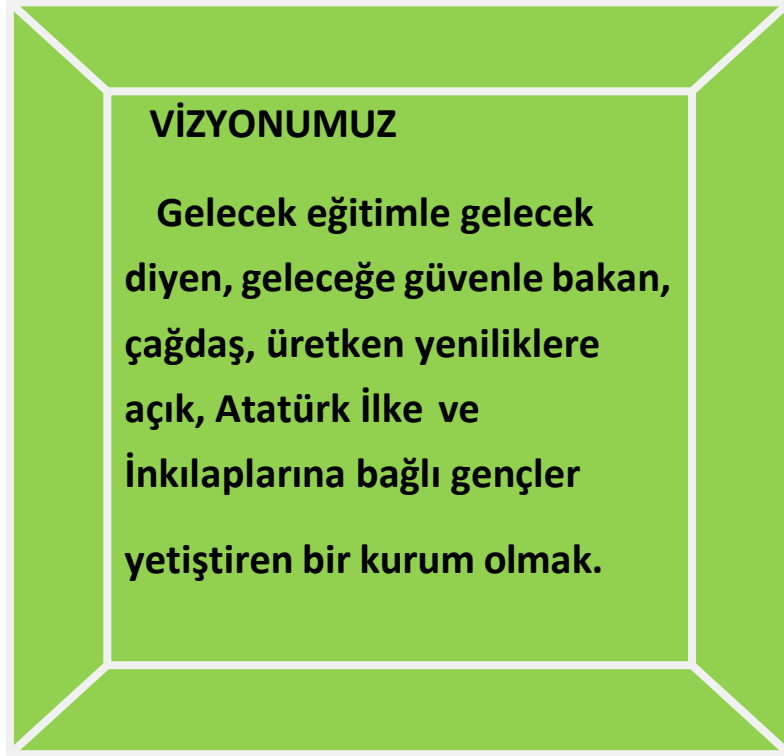 VİZYONUMUZ
Gelecek eğitimle gelecek
diyen, geleceğe güvenle bakan,
çağdaş, üretken yeniliklere
açık, Atatürk İlke ve
İnkılaplarına bağlı gençler
yetiştiren bir kurum olmak.